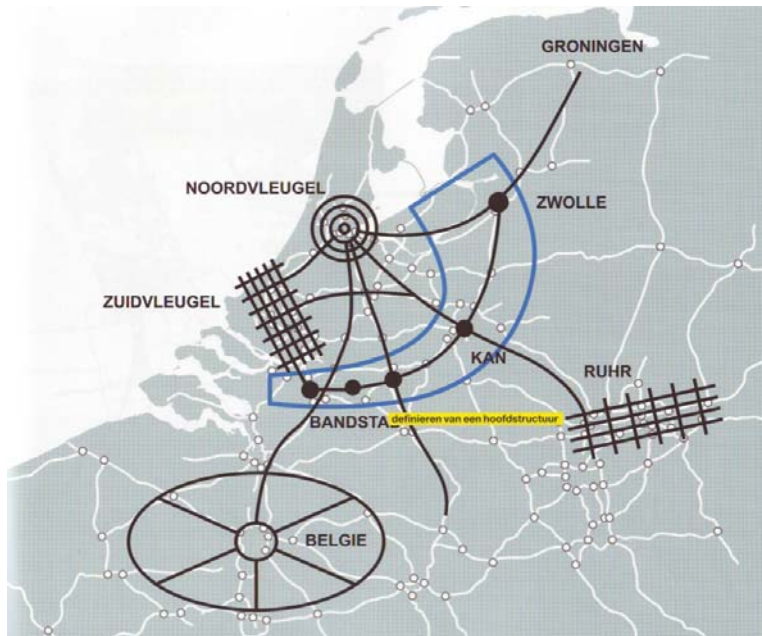 GRONINGEN
NOORDVLEUGEL
ZWOLLE
ZUIDVLEUGEL
KAN
RUHR
BANDSTA
definieren van een hoofdstructuur
BELGIE